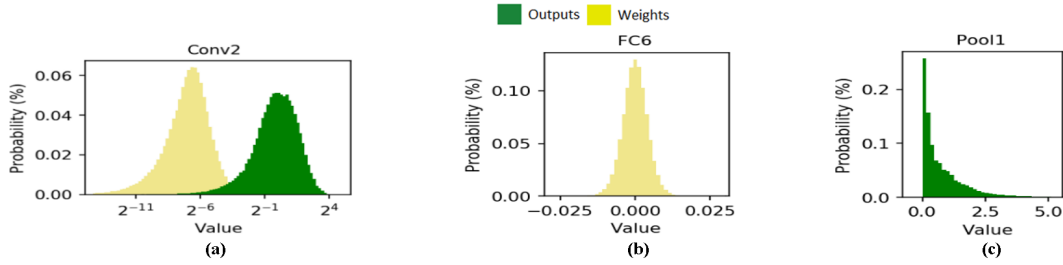 Outputs Weights
Conv2
Probability (%)
0.06
0.04
0.02
0.00
2⁻¹¹ 2⁻⁶ 2⁻¹ 2⁴
Value
(a)
FC6
Probability (%)
0.10
0.05
0.00
−0.025 0.000 0.025
Value
(b)
Pool1
Probability (%)
0.2
0.1
0.0
0.0 2.5 5.0
Value
(c)